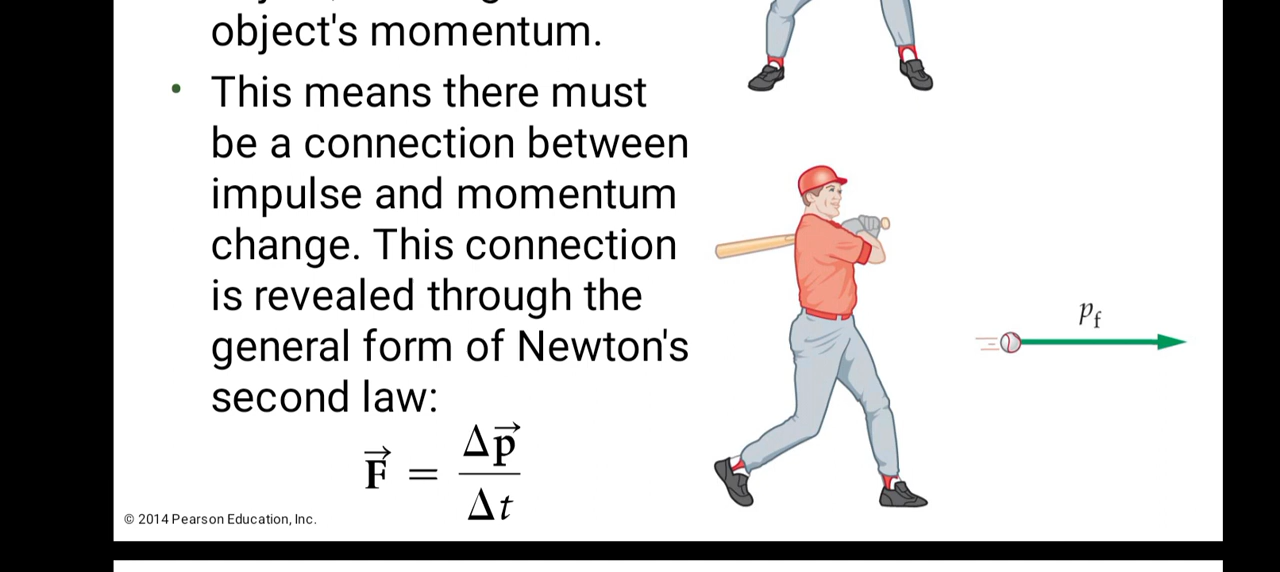 object's momentum.
• This means there must
be a connection between
impulse and momentum
change. This connection
is revealed through the
general form of Newton's
second law:
F⃗ = Δp⃗ / Δt
p_f
© 2014 Pearson Education, Inc.